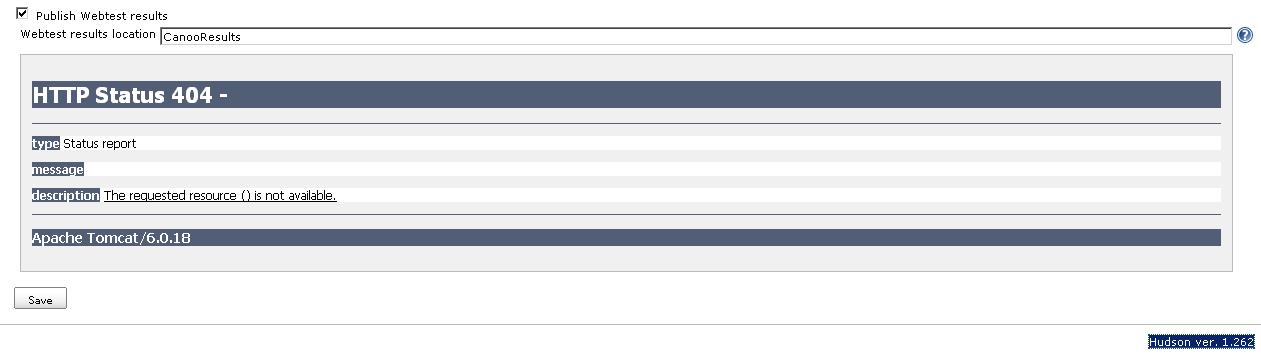 Publish Webtest results
Webtest results location CanooResults
HTTP Status 404 -
type Status report
message
description The requested resource () is not available.
Apache Tomcat/6.0.18
Save
Hudson ver. 1.262